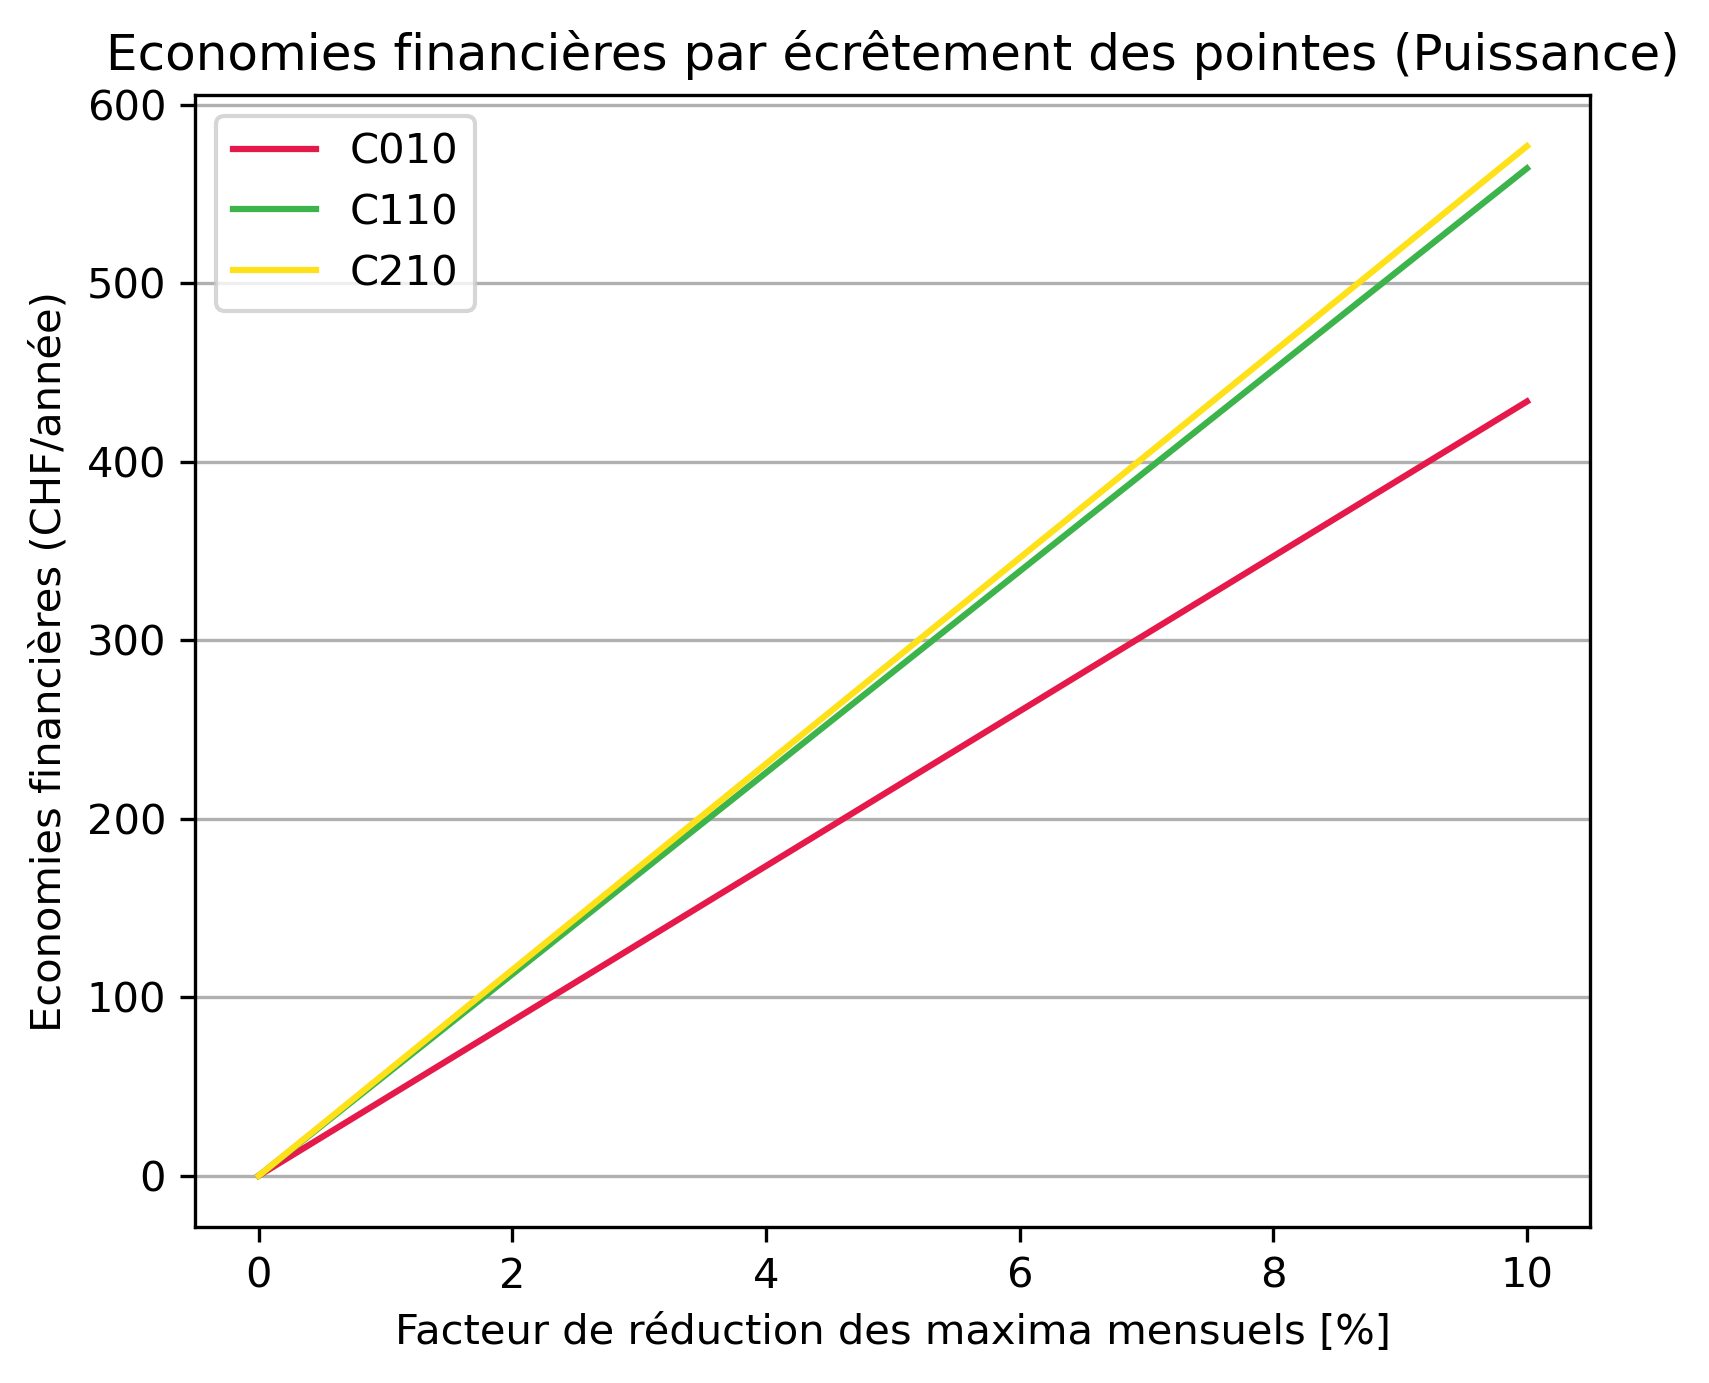 Economies financières par écrêtement des pointes (Puissance)
600
500
400
300
200
100
0
Economies financières (CHF/année)
C010
C110
C210
0 2 4 6 8 10
Facteur de réduction des maxima mensuels [%]